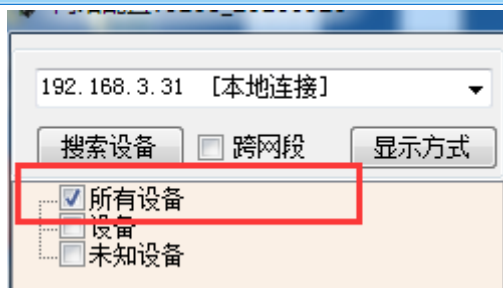 192.168.3.31 [本地连接]
搜索设备 跨网段 显示方式
所有设备
设备
未知设备